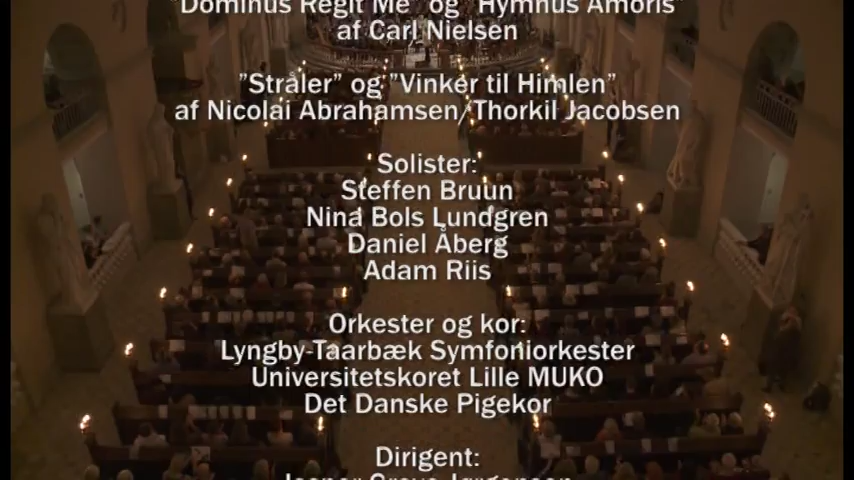 "Dominus Regit Me" og "Hymnus Amoris"
af Carl Nielsen
"Stråler" og "Vinker til Himlen"
af Nicolai Abrahamsen/Thorkil Jacobsen
Solister:
Steffen Bruun
Nina Bols Lundgren
Daniel Åberg
Adam Riis
Orkester og kor:
Lyngby-Taarbæk Symfoniorkester
Universitetskoret Lille MUKO
Det Danske Pigekor
Dirigent: